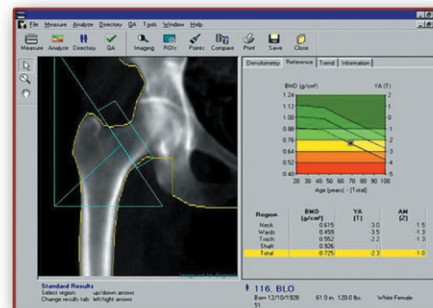 File Measure Analyze Directory QA Tools Window Help
Measure Analyze Directory QA Imaging ROIs Points Compare Print Save Close
Densitometry Reference Trend Information
BMD (g/cm²) YA (T)
1.24 2
1.12 1
1.00 0
0.88 -1
0.76 -2
0.64 -3
0.52 -4
0.40 -5
20 30 40 50 60 70 80 90 100
Age (years) - [Total]
Region BMD (g/cm²) YA (T) AM (Z)
Neck 0.615 3.0 -1.5
Wards 0.459 -3.5 -1.3
Troch 0.552 -2.2 -1.3
Shaft 0.926
Total 0.725 -2.3 -1.0
Image not for diagnosis
Standard Results
Select region: up/down arrows
Change results tab: left/right arrows
116, BLO
Born 12/10/1928 61.0 in. 120.0 lbs. White Female
51